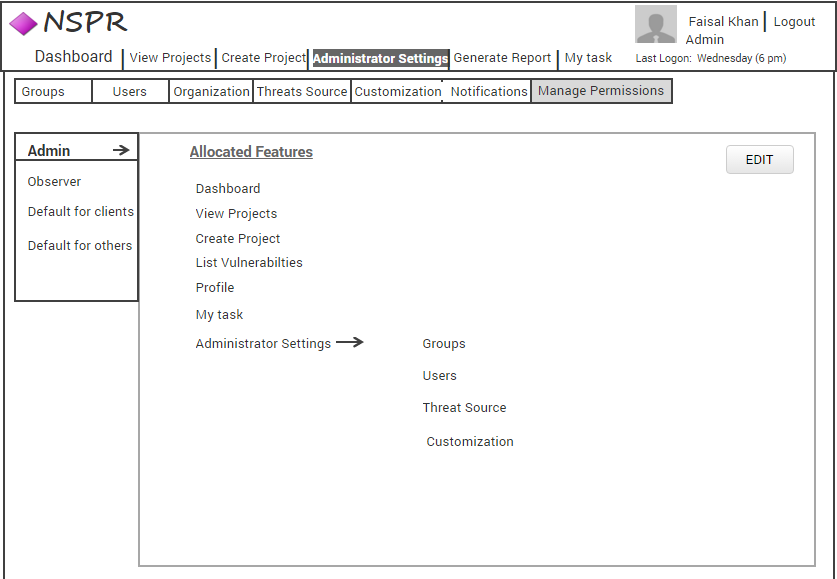 NSPR
Faisal Khan Logout
Admin
Dashboard View Projects Create Project Administrator Settings Generate Report My task Last Logon: Wednesday (6 pm)
Groups Users Organization Threats Source Customization Notifications Manage Permissions
Admin
Observer
Default for clients
Default for others
Allocated Features
EDIT
Dashboard
View Projects
Create Project
List Vulnerabilties
Profile
My task
Administrator Settings Groups
Users
Threat Source
Customization